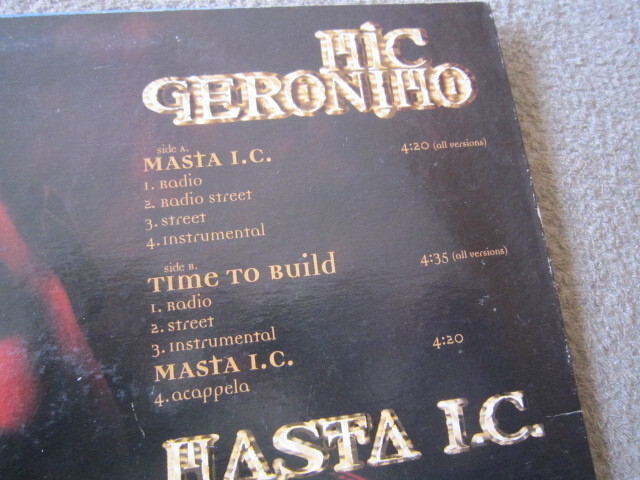 MIC
GERONIMO
side A.
MASTA I.C. 4:20 (all versions)
1. Radio
2. Radio street
3. street
4. Instrumental
side B.
TIME TO BUILD 4:35 (all versions)
1. Radio
2. street
3. Instrumental
MASTA I.C. 4:20
4. acappela
MASTA I.C.